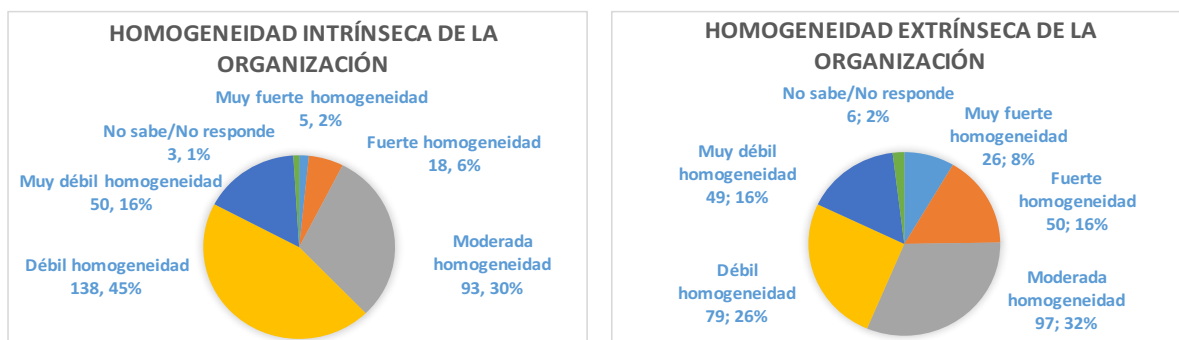 HOMOGENEIDAD INTRÍNSECA DE LA
ORGANIZACIÓN
Muy fuerte homogeneidad
5, 2%
No sabe/No responde
3, 1%
Fuerte homogeneidad
18, 6%
Muy débil homogeneidad
50, 16%
Moderada
homogeneidad
93, 30%
Débil homogeneidad
138, 45%
HOMOGENEIDAD EXTRÍNSECA DE LA
ORGANIZACIÓN
No sabe/No responde
6; 2%
Muy fuerte
homogeneidad
26; 8%
Muy débil
homogeneidad
49; 16%
Fuerte
homogeneidad
50; 16%
Débil
homogeneidad
79; 26%
Moderada
homogeneidad
97; 32%